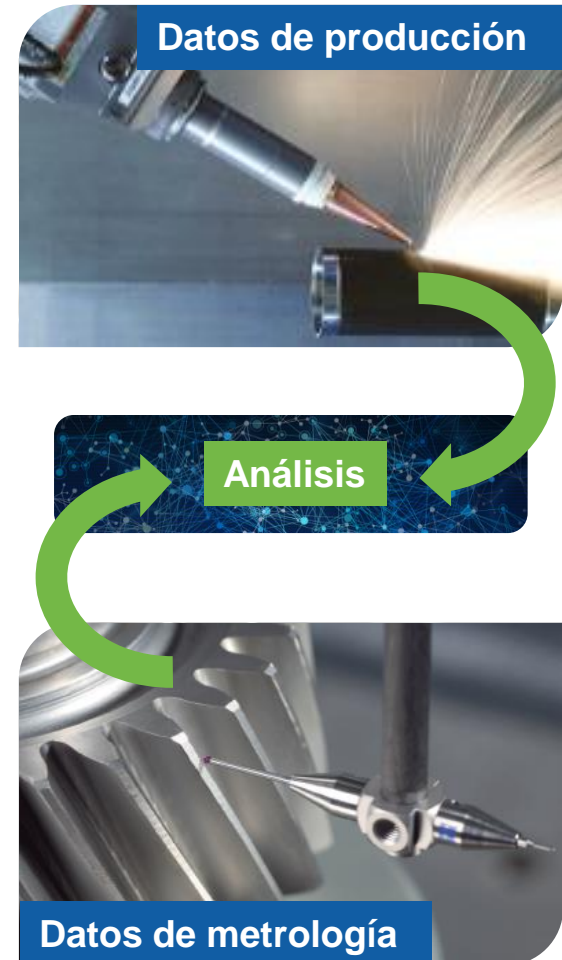 Datos de producción
Análisis
Datos de metrología